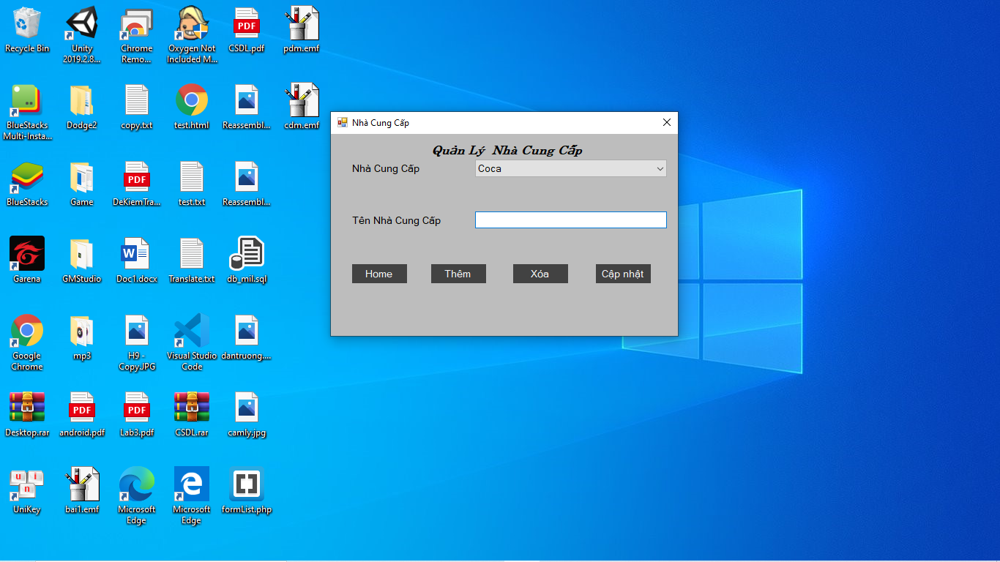 Recycle Bin
Unity
2019.2.8...
Chrome
Remo...
Oxygen Not
Included M...
PDF
CSDL.pdf
pdm.emf
BlueStacks
Multi-Insta...
Dodge2
copy.txt
test.html
Reassembl...
cdm.emf
BlueStacks
Game
PDF
DeKiemTra...
test.txt
Reassembl...
Garena
GMStudio
W
Doc1.docx
Translate.txt
db_mil.sql
Google
Chrome
mp3
H9 -
Copy.JPG
Visual Studio
Code
dantruong....
Desktop.rar
PDF
android.pdf
PDF
Lab3.pdf
CSDL.rar
camly.jpg
u i
n
UniKey
bai1.emf
Microsoft
Edge
Microsoft
Edge
formList.php
Nhà Cung Cấp
Quản Lý Nhà Cung Cấp
Nhà Cung Cấp
Coca
Tên Nhà Cung Cấp
Home
Thêm
Xóa
Cập nhật